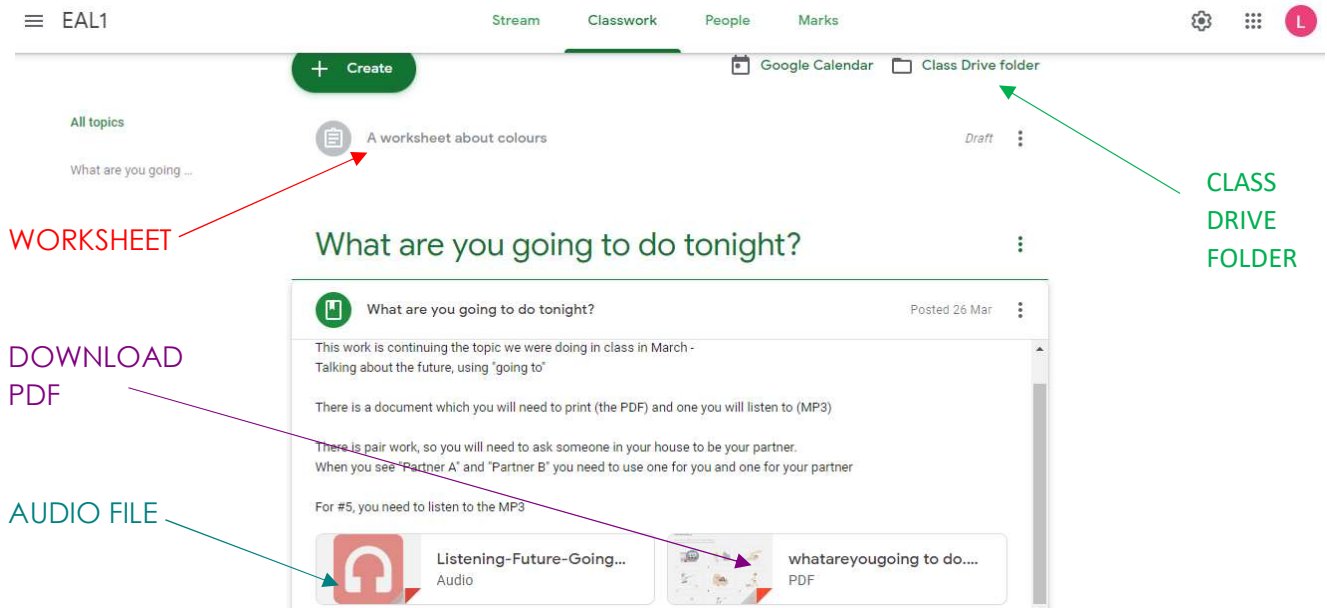 EAL1
Stream Classwork People Marks
L
+ Create
Google Calendar Class Drive folder
All topics
A worksheet about colours
Draft
What are you going ...
CLASS
DRIVE
FOLDER
WORKSHEET
What are you going to do tonight?
What are you going to do tonight?
Posted 26 Mar
DOWNLOAD
PDF
This work is continuing the topic we were doing in class in March -
Talking about the future, using "going to"
There is a document which you will need to print (the PDF) and one you will listen to (MP3)
There is pair work, so you will need to ask someone in your house to be your partner.
When you see "Partner A" and "Partner B" you need to use one for you and one for your partner
AUDIO FILE
For #5, you need to listen to the MP3
Listening-Future-Going...
Audio
whatareyougoing to do....
PDF